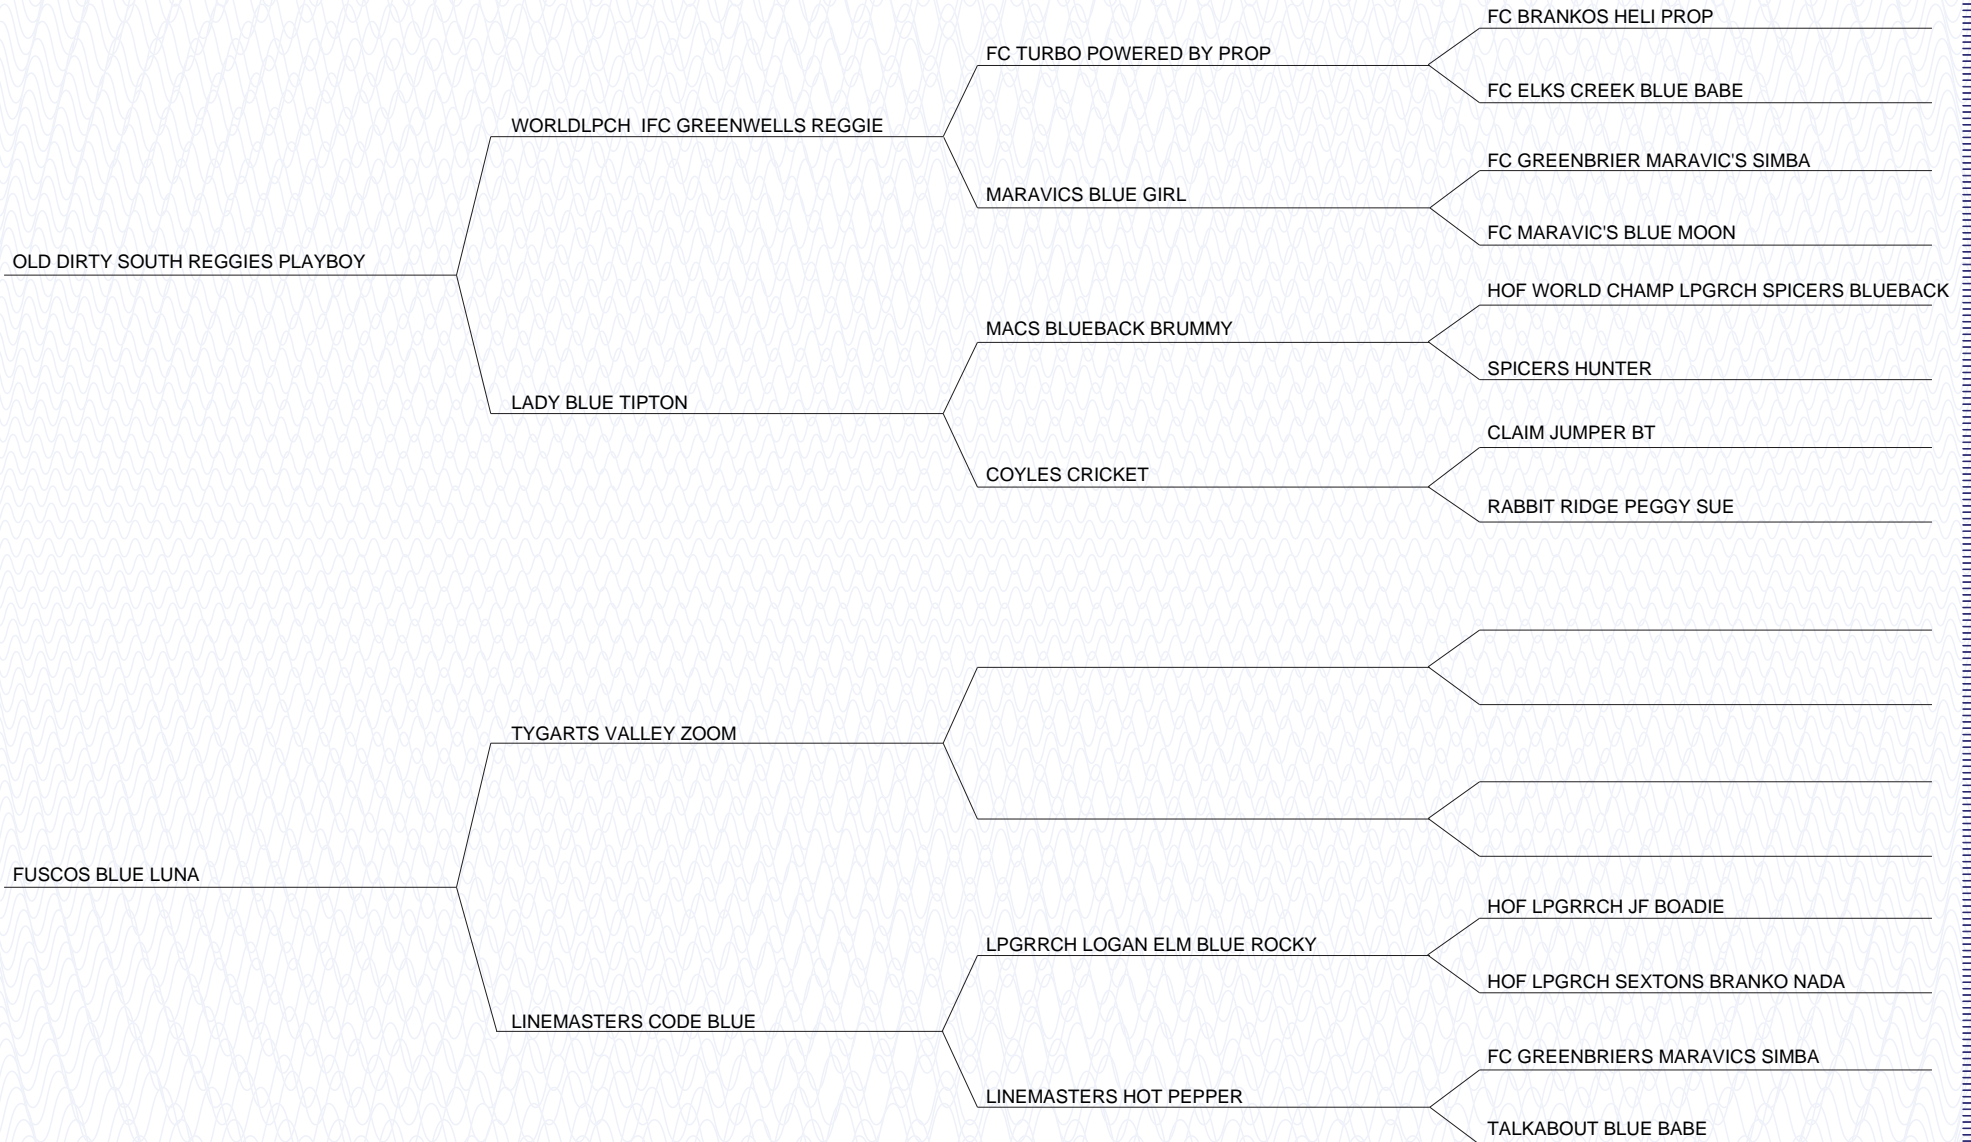 FC BRANKOS HELI PROP
FC TURBO POWERED BY PROP
FC ELKS CREEK BLUE BABE
WORLDLPCH  IFC GREENWELLS REGGIE
FC GREENBRIER MARAVIC'S SIMBA
MARAVICS BLUE GIRL
FC MARAVIC'S BLUE MOON
OLD DIRTY SOUTH REGGIES PLAYBOY
HOF WORLD CHAMP LPGRCH SPICERS BLUEBACK
MACS BLUEBACK BRUMMY
SPICERS HUNTER
LADY BLUE TIPTON
CLAIM JUMPER BT
COYLES CRICKET
RABBIT RIDGE PEGGY SUE
TYGARTS VALLEY ZOOM
FUSCOS BLUE LUNA
HOF LPGRRCH JF BOADIE
LPGRRCH LOGAN ELM BLUE ROCKY
HOF LPGRCH SEXTONS BRANKO NADA
LINEMASTERS CODE BLUE
FC GREENBRIERS MARAVICS SIMBA
LINEMASTERS HOT PEPPER
TALKABOUT BLUE BABE